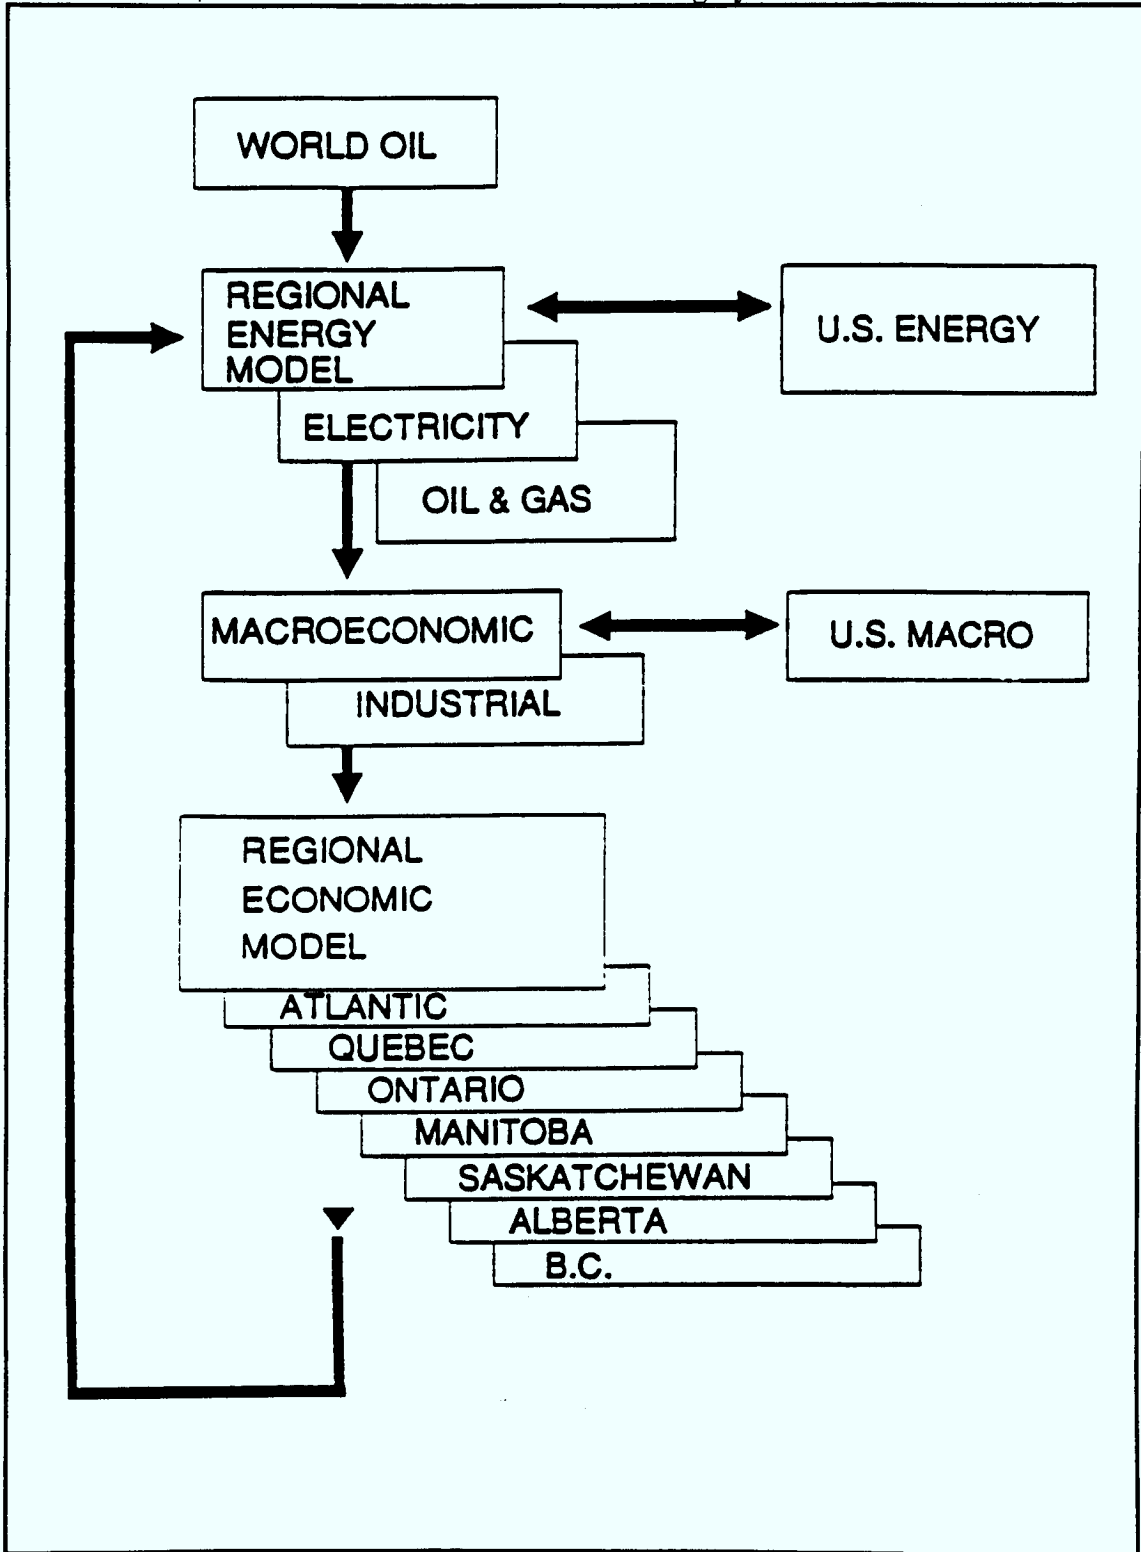 WORLD OIL
REGIONAL
ENERGY
MODEL
U.S. ENERGY
ELECTRICITY
OIL & GAS
MACROECONOMIC
U.S. MACRO
INDUSTRIAL
REGIONAL
ECONOMIC
MODEL
ATLANTIC
QUEBEC
ONTARIO
MANITOBA
SASKATCHEWAN
ALBERTA
B.C.